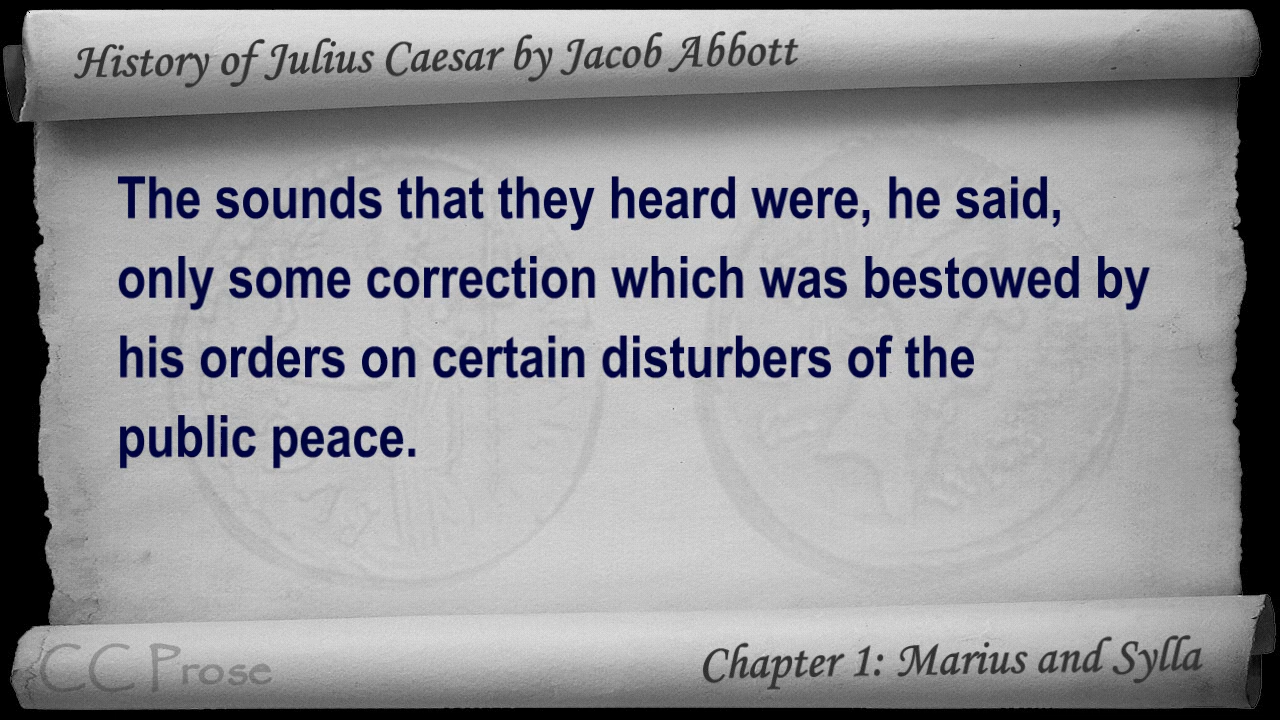 History of Julius Caesar by Jacob Abbott
The sounds that they heard were, he said,
only some correction which was bestowed by
his orders on certain disturbers of the
public peace.
CC Prose
Chapter 1: Marius and Sylla